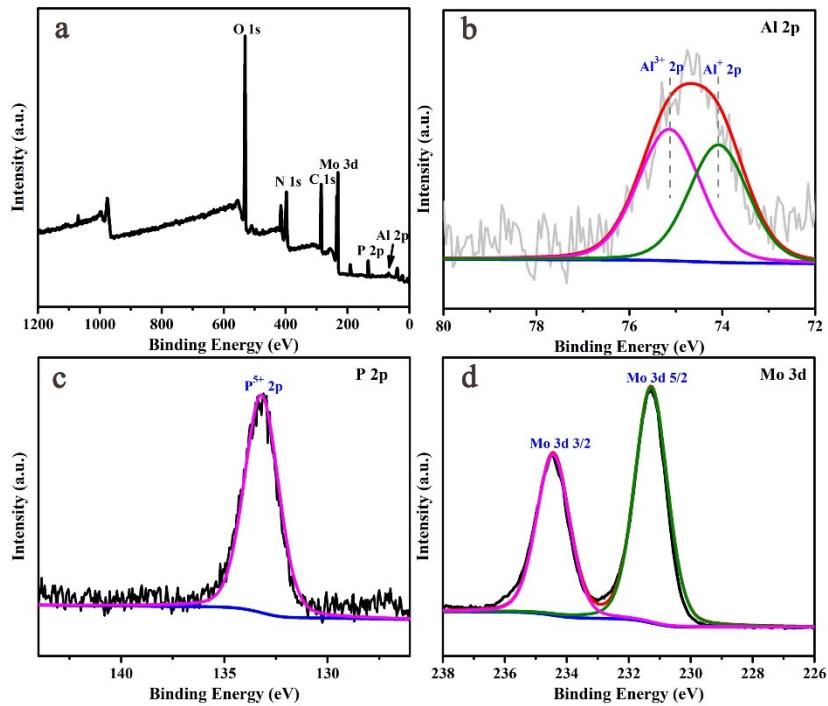 a
O 1s
Mo 3d
C 1s
N 1s
Al 2p
P 2p
Intensity (a.u.)
1200 1000 800 600 400 200 0
Binding Energy (eV)
b
Al 2p
Al³⁺ 2p
Al⁺ 2p
Intensity (a.u.)
80 78 76 74 72
Binding Energy (eV)
c
P 2p
P⁵⁺ 2p
Intensity (a.u.)
140 135 130
Binding Energy (eV)
d
Mo 3d 5/2
Mo 3d
Mo 3d 3/2
Intensity (a.u.)
238 236 234 232 230 228 226
Binding Energy (eV)